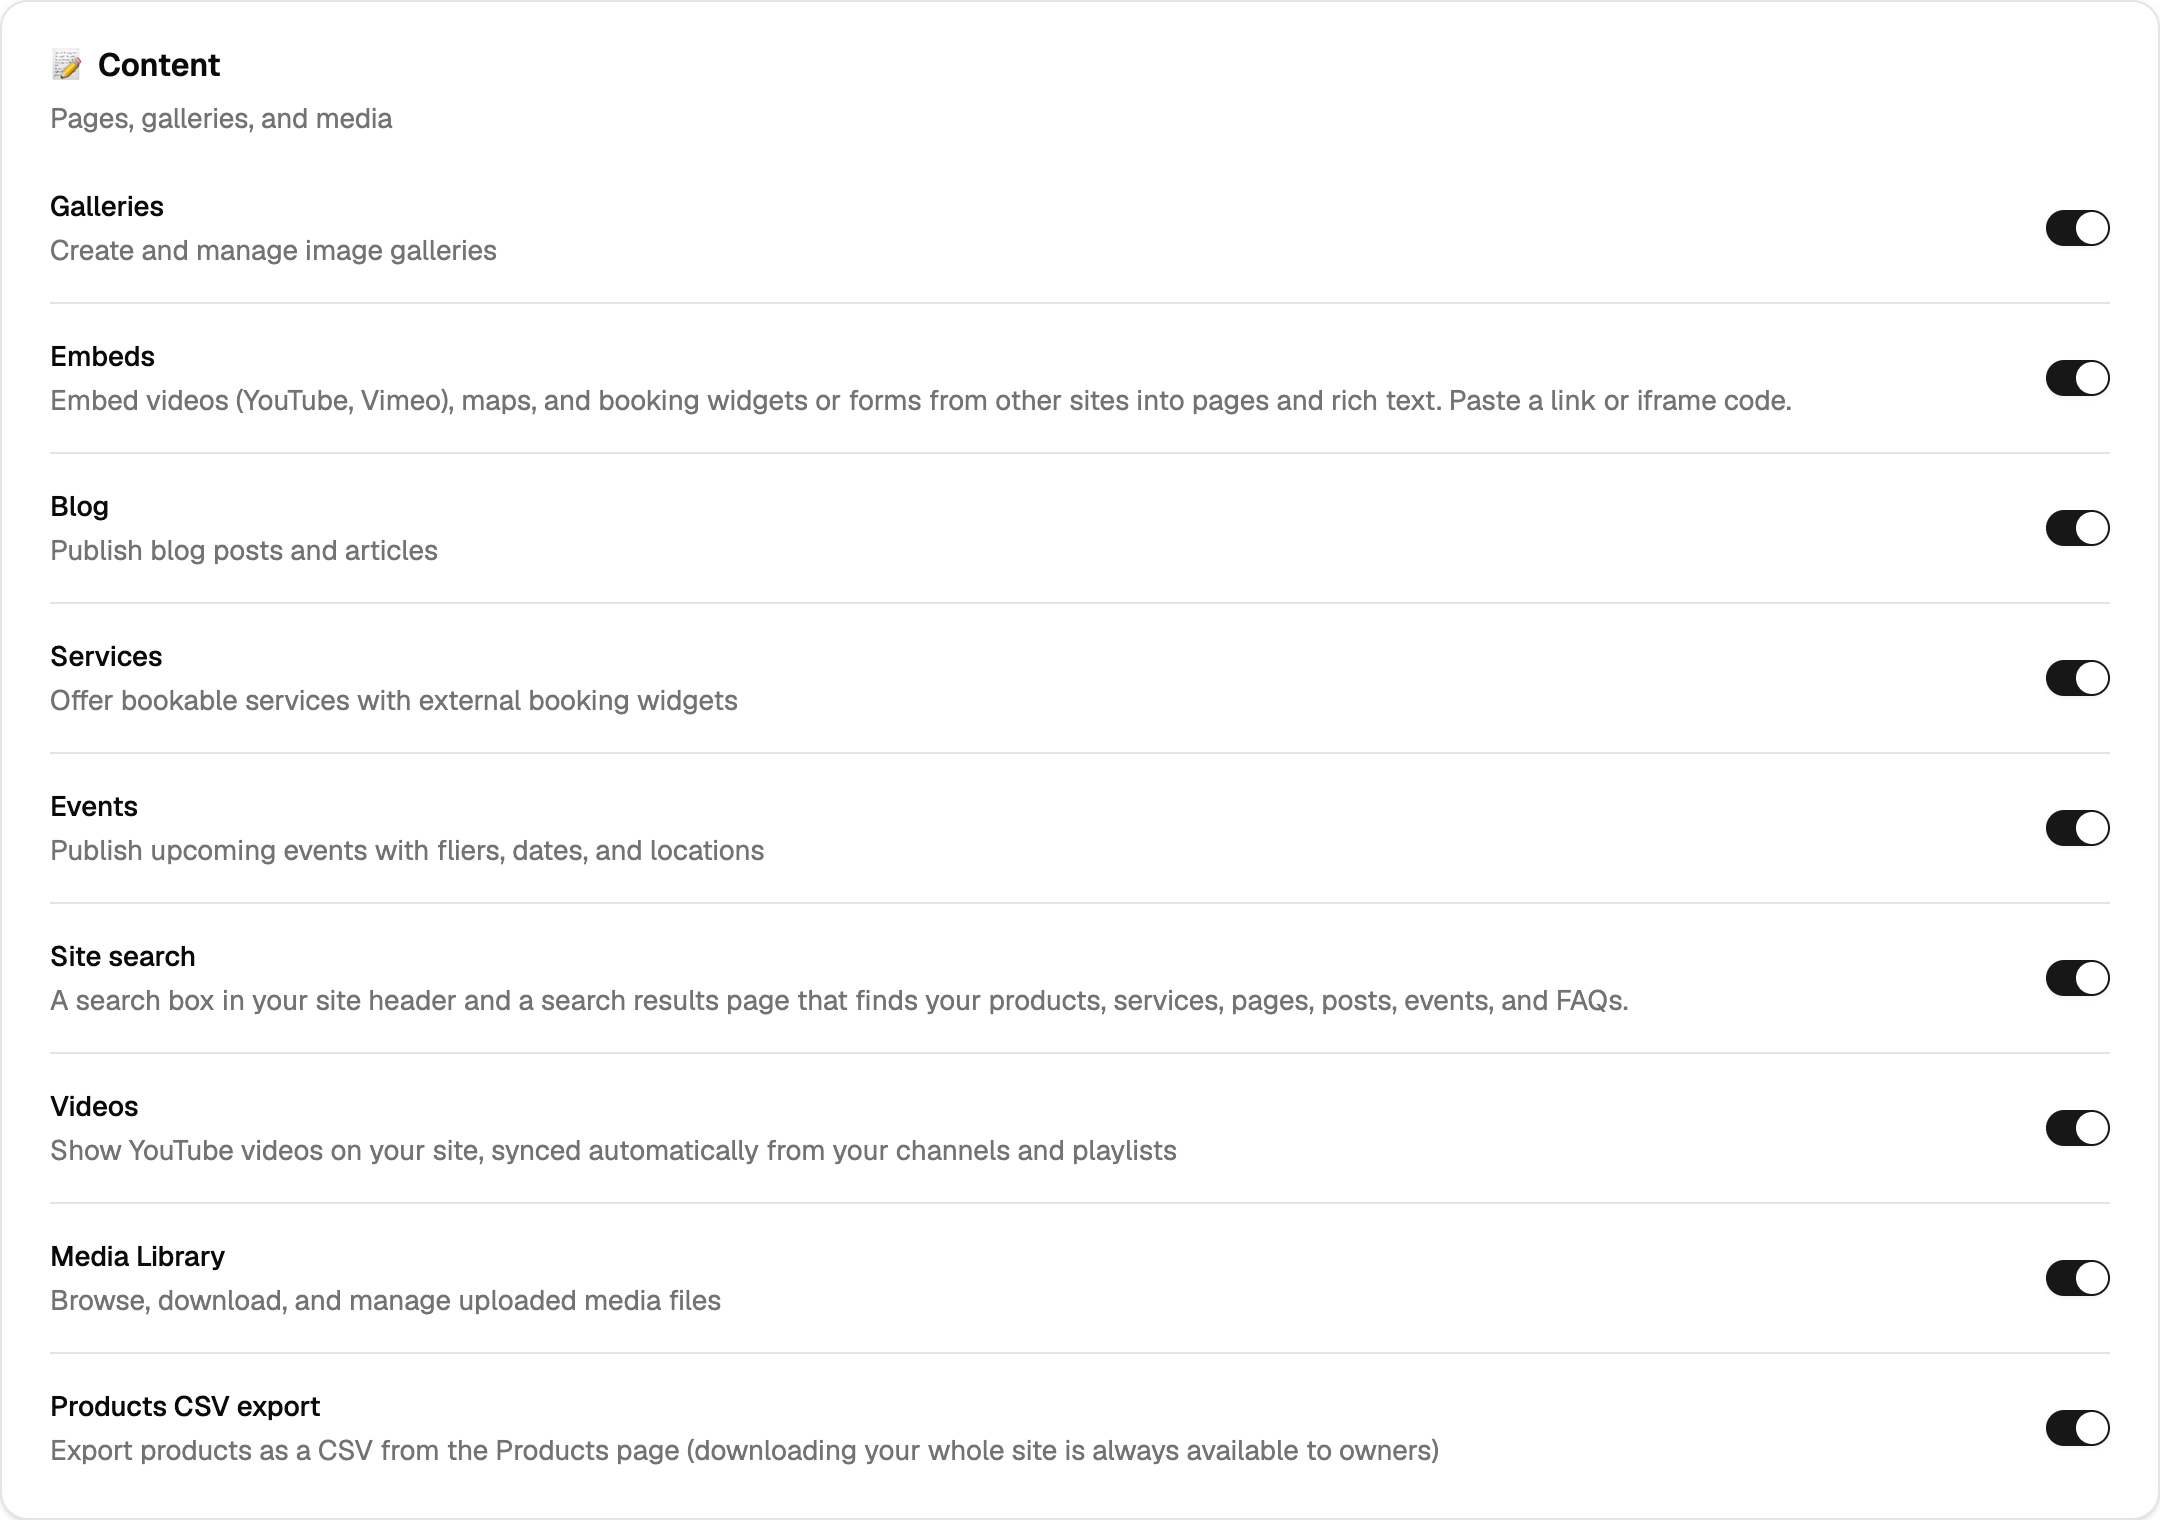 Content
Pages, galleries, and media
Galleries
Create and manage image galleries
Embeds
Embed videos (YouTube, Vimeo), maps, and booking widgets or forms from other sites into pages and rich text. Paste a link or iframe code.
Blog
Publish blog posts and articles
Services
Offer bookable services with external booking widgets
Events
Publish upcoming events with fliers, dates, and locations
Site search
A search box in your site header and a search results page that finds your products, services, pages, posts, events, and FAQs.
Videos
Show YouTube videos on your site, synced automatically from your channels and playlists
Media Library
Browse, download, and manage uploaded media files
Products CSV export
Export products as a CSV from the Products page (downloading your whole site is always available to owners)